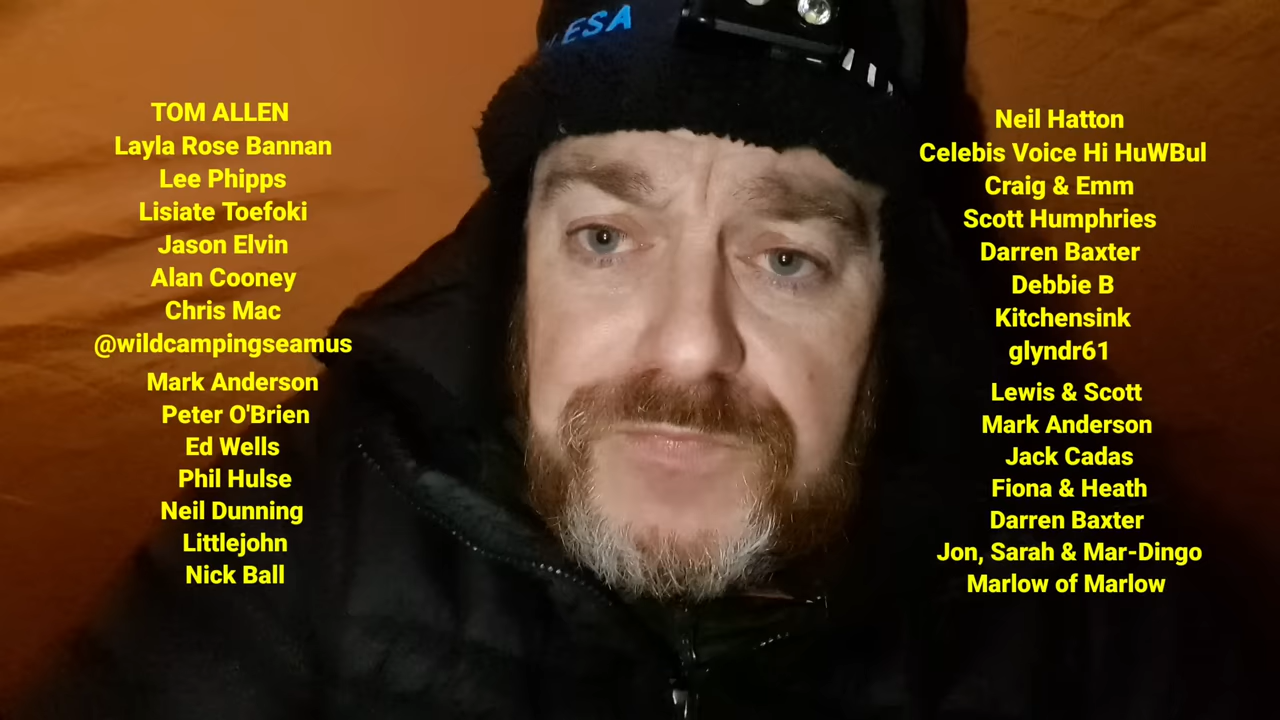 ESA
TOM ALLEN
Layla Rose Bannan
Lee Phipps
Lisiate Toefoki
Jason Elvin
Alan Cooney
Chris Mac
@wildcampingseamus
Mark Anderson
Peter O'Brien
Ed Wells
Phil Hulse
Neil Dunning
Littlejohn
Nick Ball
Neil Hatton
Celebis Voice Hi HuWBul
Craig & Emm
Scott Humphries
Darren Baxter
Debbie B
Kitchensink
glyndr61
Lewis & Scott
Mark Anderson
Jack Cadas
Fiona & Heath
Darren Baxter
Jon, Sarah & Mar-Dingo
Marlow of Marlow